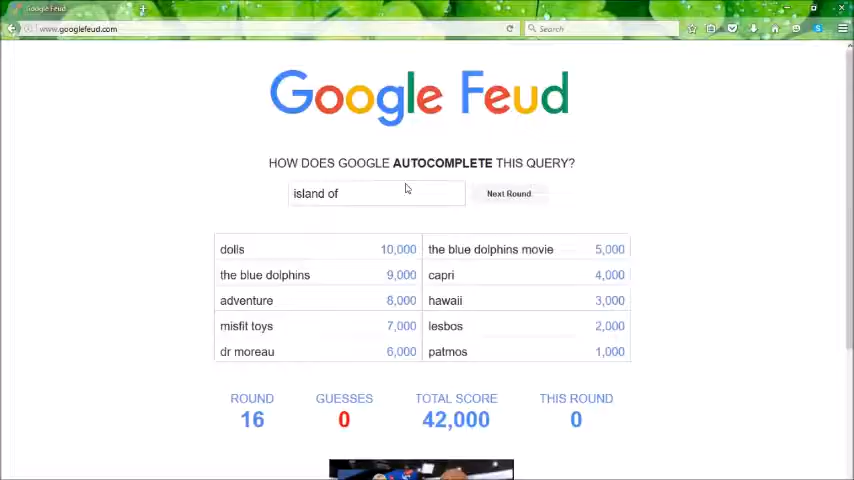 Google Feud
www.googlefeud.com
Search
Google Feud
HOW DOES GOOGLE AUTOCOMPLETE THIS QUERY?
island of
Next Round
dolls 10,000
the blue dolphins 9,000
adventure 8,000
misfit toys 7,000
dr moreau 6,000
the blue dolphins movie 5,000
capri 4,000
hawaii 3,000
lesbos 2,000
patmos 1,000
ROUND GUESSES TOTAL SCORE THIS ROUND
16 0 42,000 0